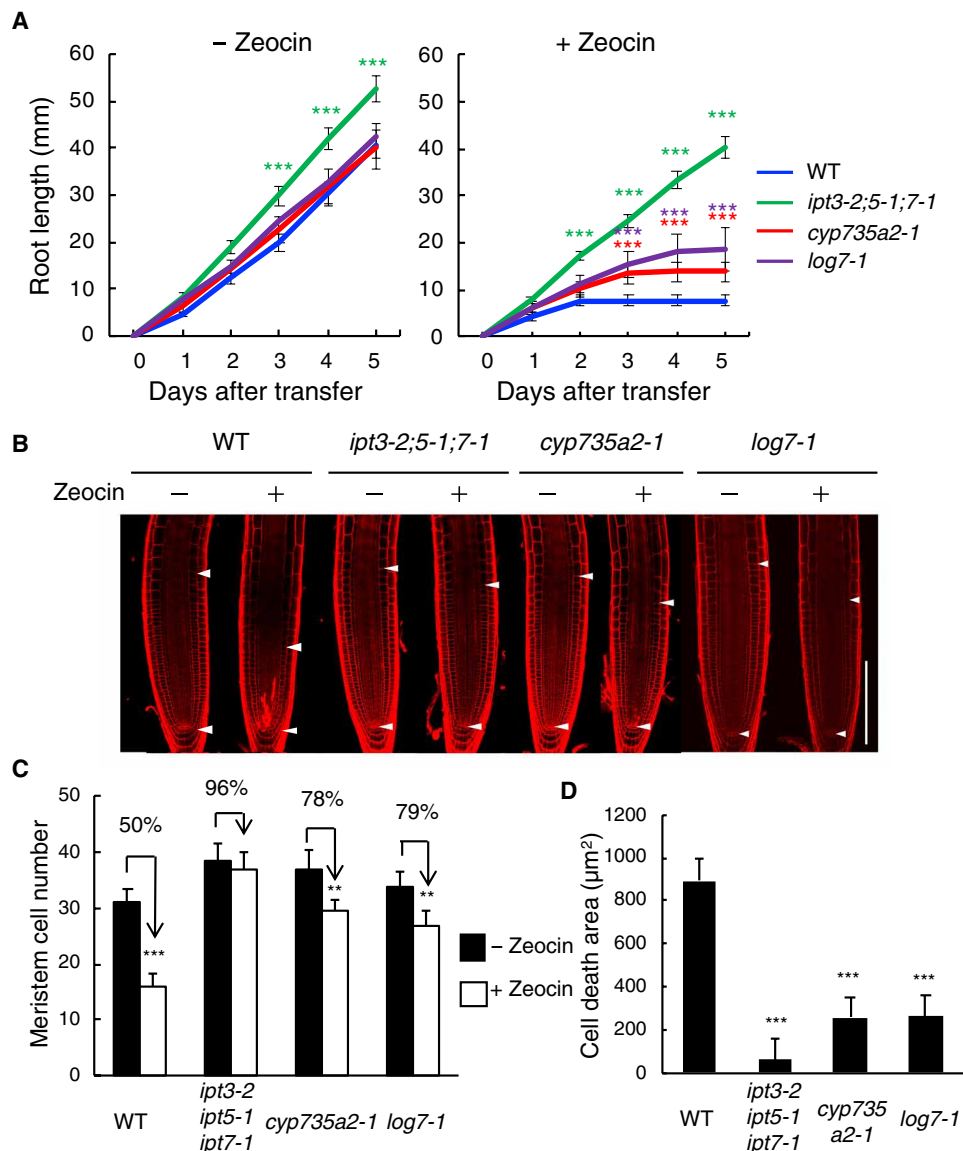 A
– Zeocin
+ Zeocin
Root length (mm)
60
50
40
30
20
10
0
***
***
***
0 1 2 3 4 5
Days after transfer
60
50
40
30
20
10
0
***
***
***
***
*** ***
*** *** ***
0 1 2 3 4 5
Days after transfer
WT
ipt3-2;5-1;7-1
cyp735a2-1
log7-1
B
WT ipt3-2;5-1;7-1 cyp735a2-1 log7-1
Zeocin – + – + – + – +
C
Meristem cell number
50
40
30
20
10
0
50%
96%
78%
79%
***
**
**
– Zeocin
+ Zeocin
WT
ipt3-2
ipt5-1
ipt7-1
cyp735a2-1
log7-1
D
Cell death area (µm²)
1200
1000
800
600
400
200
0
***
***
***
WT
ipt3-2
ipt5-1
ipt7-1
cyp735
a2-1
log7-1